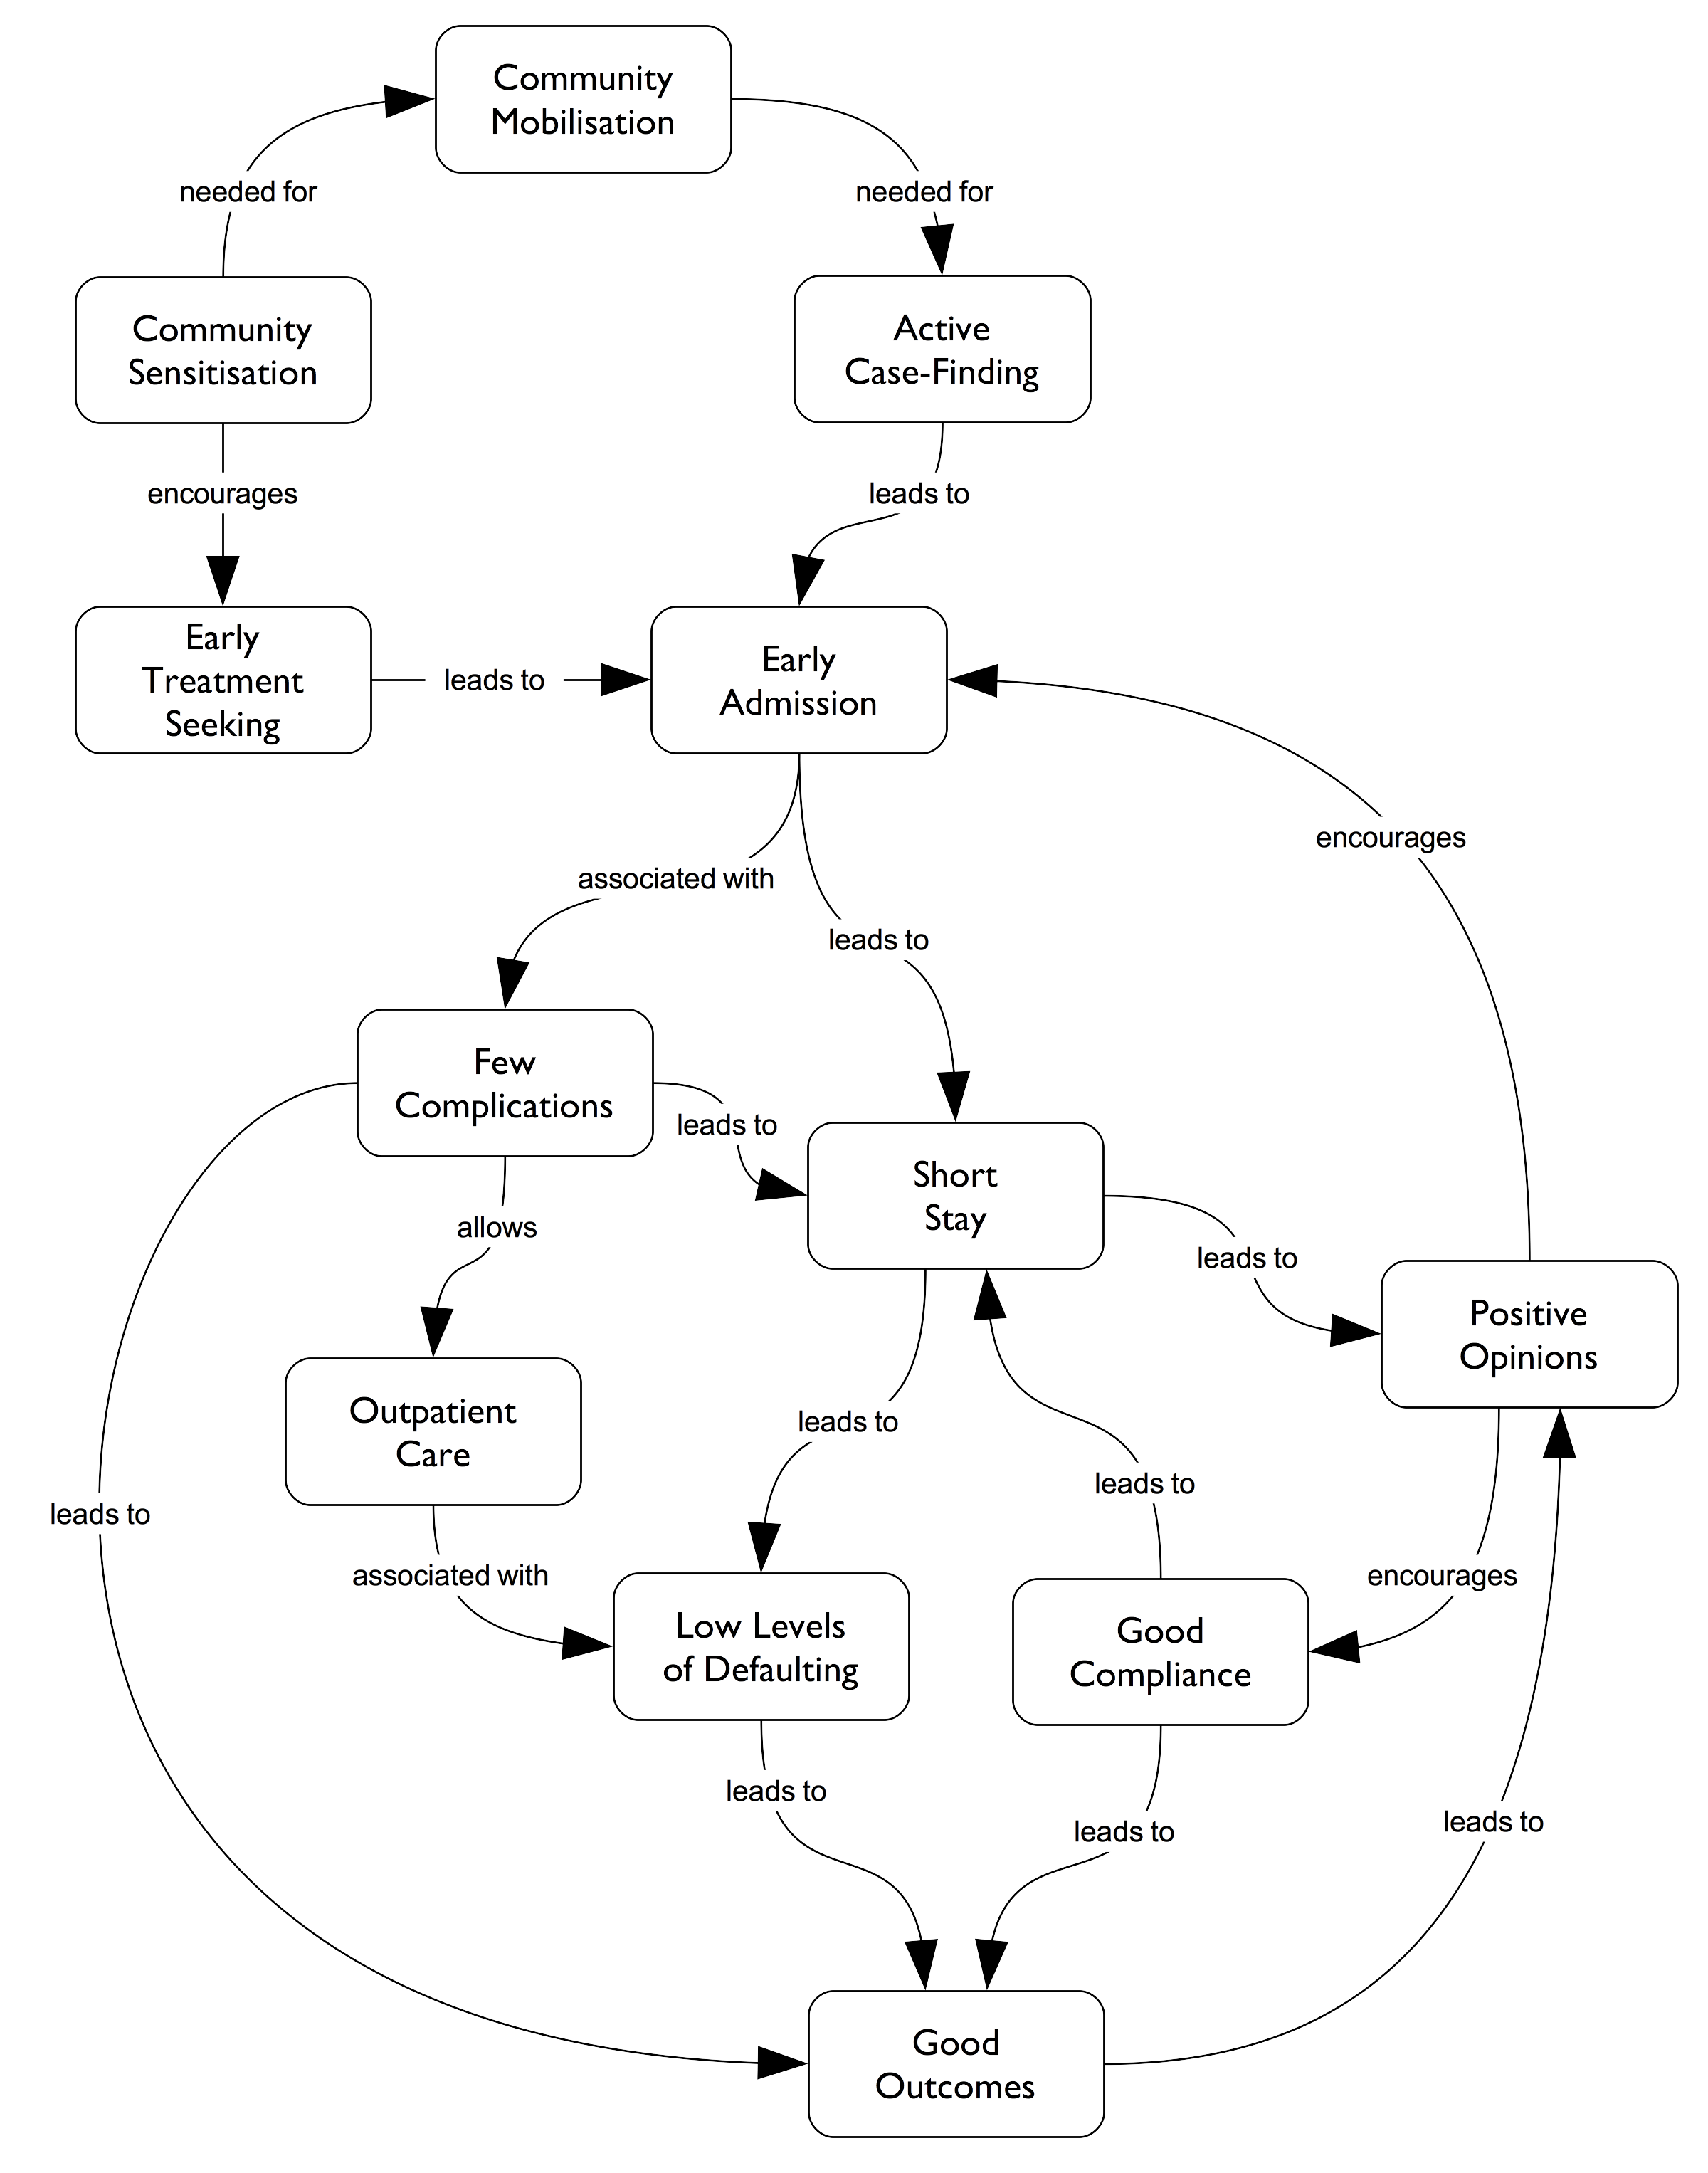 Community
Mobilisation
needed for
needed for
Community
Sensitisation
Active
Case-Finding
encourages
leads to
Early
Treatment
Seeking
leads to
Early
Admission
encourages
associated with
leads to
Few
Complications
leads to
Short
Stay
allows
leads to
Positive
Opinions
Outpatient
Care
leads to
leads to
leads to
associated with
encourages
Low Levels
of Defaulting
Good
Compliance
leads to
leads to
leads to
Good
Outcomes